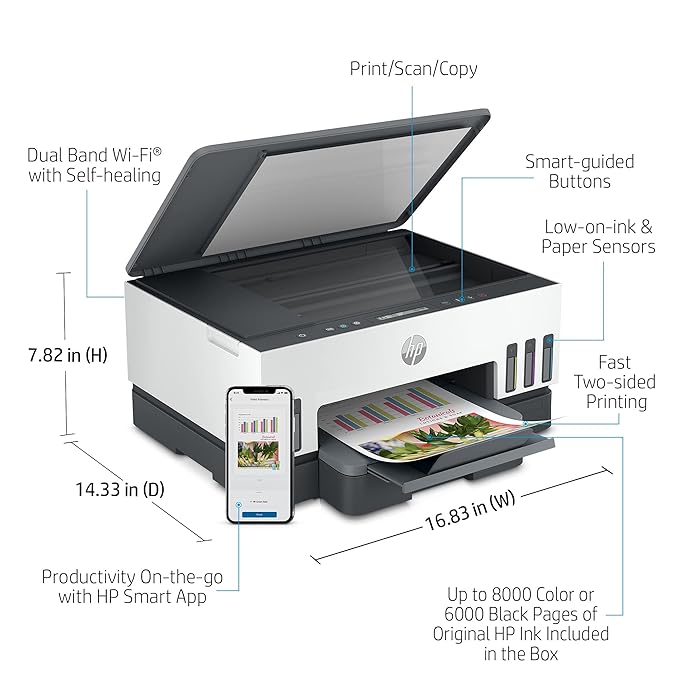 Print/Scan/Copy
Dual Band Wi-Fi®
with Self-healing
Smart-guided
Buttons
Low-on-ink &
Paper Sensors
hp
7.82 in (H)
Fast
Two-sided
Printing
Botanicals
14.33 in (D)
16.83 in (W)
Productivity On-the-go
with HP Smart App
Up to 8000 Color or
6000 Black Pages of
Original HP Ink Included
in the Box